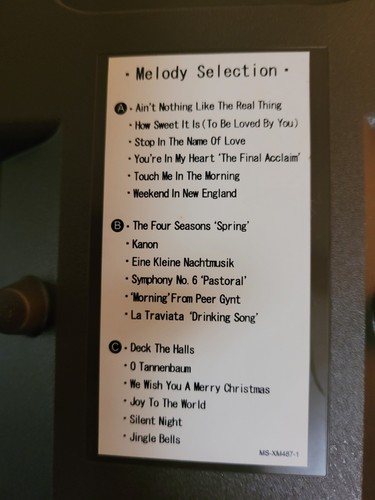 · Melody Selection ·
A · Ain't Nothing Like The Real Thing
· How Sweet It Is (To Be Loved By You)
· Stop In The Name Of Love
· You're In My Heart 'The Final Acclaim'
· Touch Me In The Morning
· Weekend In New England
B · The Four Seasons 'Spring'
· Kanon
· Eine Kleine Nachtmusik
· Symphony No. 6 'Pastoral'
· 'Morning' From Peer Gynt
· La Traviata 'Drinking Song'
C · Deck The Halls
· O Tannenbaum
· We Wish You A Merry Christmas
· Joy To The World
· Silent Night
· Jingle Bells
MS-XM487-1